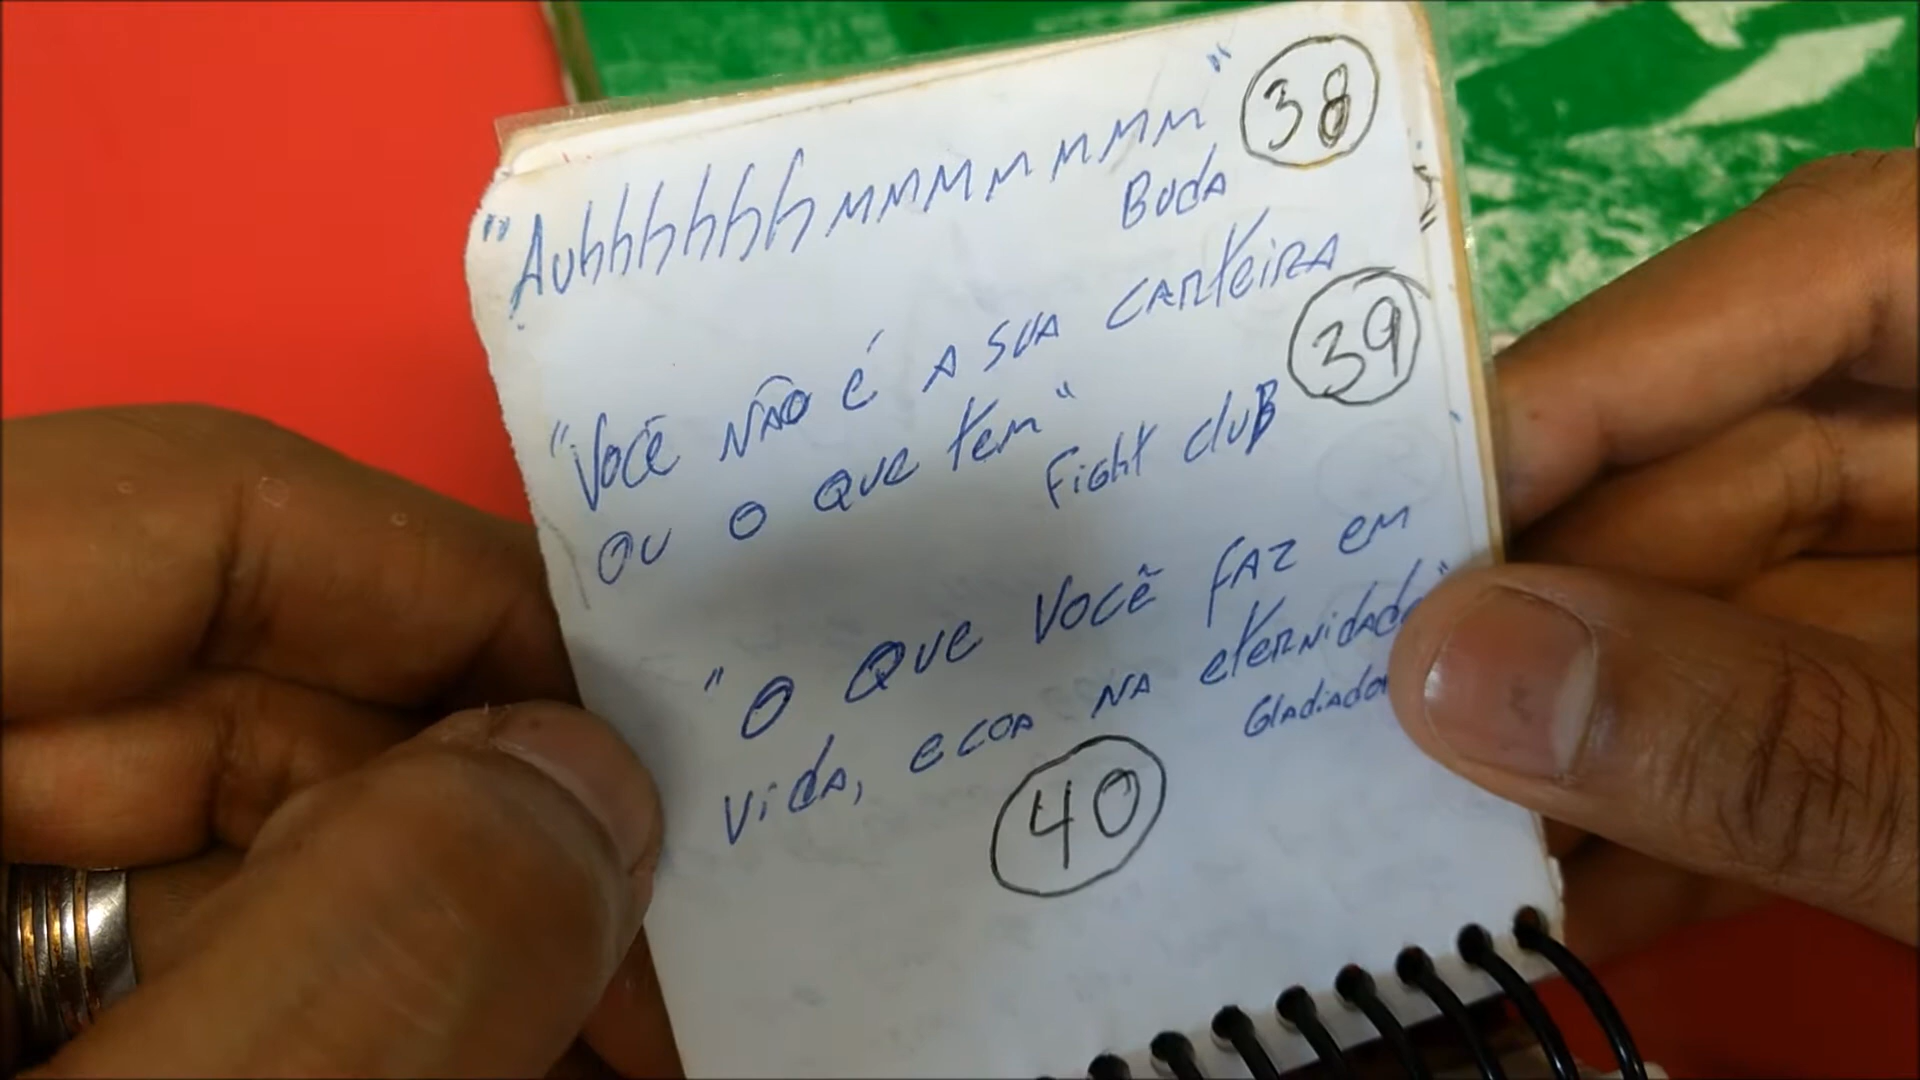 "Auhhhhhhhmmmmmmmm" 38
Buda
"Você não é a sua carteira
ou o que tem" 39
Fight club
"O que você faz em
vida, ecoa na eternidade"
Gladiador
40